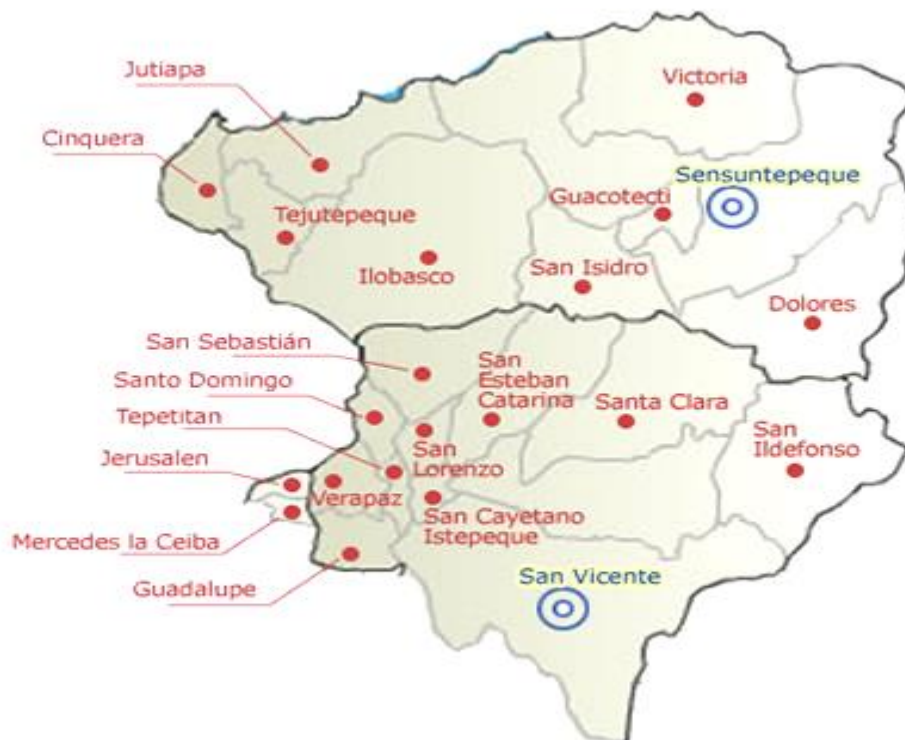 Jutiapa
Victoria
Cinquera
Sensuntepeque
Guacotecti
Tejutepeque
Ilobasco
San Isidro
Dolores
San Sebastián
San
Esteban
Catarina
Santo Domingo
Santa Clara
Tepetitan
San
Ildefonso
San
Lorenzo
Jerusalen
Verapaz
San Cayetano
Istepeque
Mercedes la Ceiba
San Vicente
Guadalupe